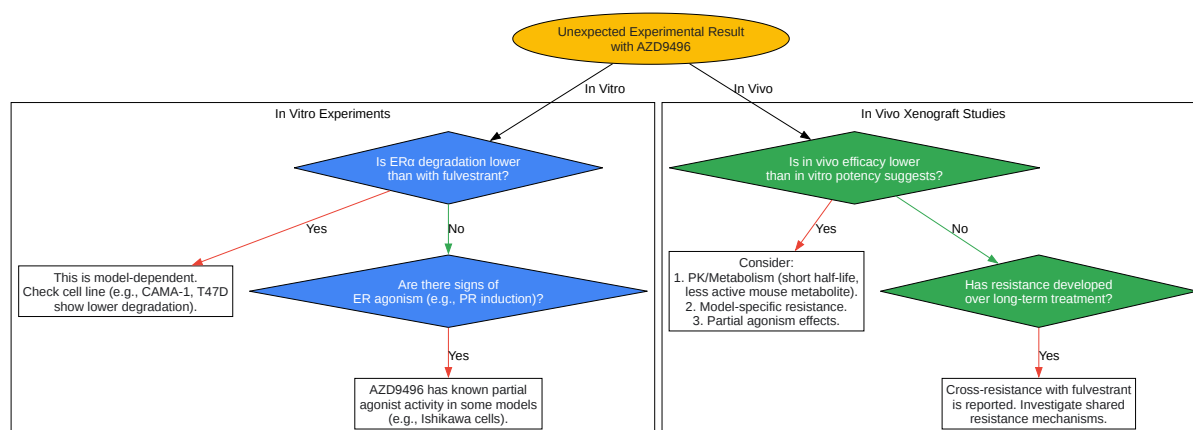 Unexpected Experimental Result
with AZD9496
In Vitro
In Vivo
In Vitro Experiments
Is ERα degradation lower
than with fulvestrant?
Yes
No
This is model-dependent.
Check cell line (e.g., CAMA-1, T47D
show lower degradation).
Are there signs of
ER agonism (e.g., PR induction)?
Yes
AZD9496 has known partial
agonist activity in some models
(e.g., Ishikawa cells).
In Vivo Xenograft Studies
Is in vivo efficacy lower
than in vitro potency suggests?
Yes
No
Consider:
1. PK/Metabolism (short half-life,
less active mouse metabolite).
2. Model-specific resistance.
3. Partial agonism effects.
Has resistance developed
over long-term treatment?
Yes
Cross-resistance with fulvestrant
is reported. Investigate shared
resistance mechanisms.